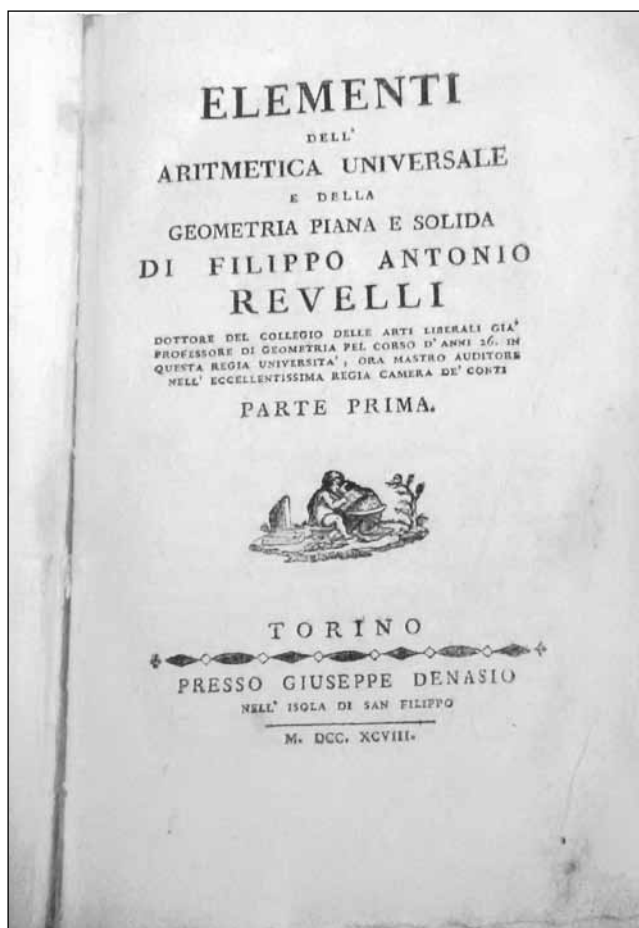 ELEMENTI
DELL'
ARITMETICA UNIVERSALE
E DELLA
GEOMETRIA PIANA E SOLIDA
DI FILIPPO ANTONIO
REVELLI
DOTTORE DEL COLLEGIO DELLE ARTI LIBERALI GIA'
PROFESSORE DI GEOMETRIA PEL CORSO D'ANNI 26. IN
QUESTA REGIA UNIVERSITA', ORA MASTRO AUDITORE
NELL' ECCELLENTISSIMA REGIA CAMERA DE' CONTI
PARTE PRIMA.
TORINO
PRESSO GIUSEPPE DENASIO
NELL' ISOLA DI SAN FILIPPO
M. DCC. XCVIII.